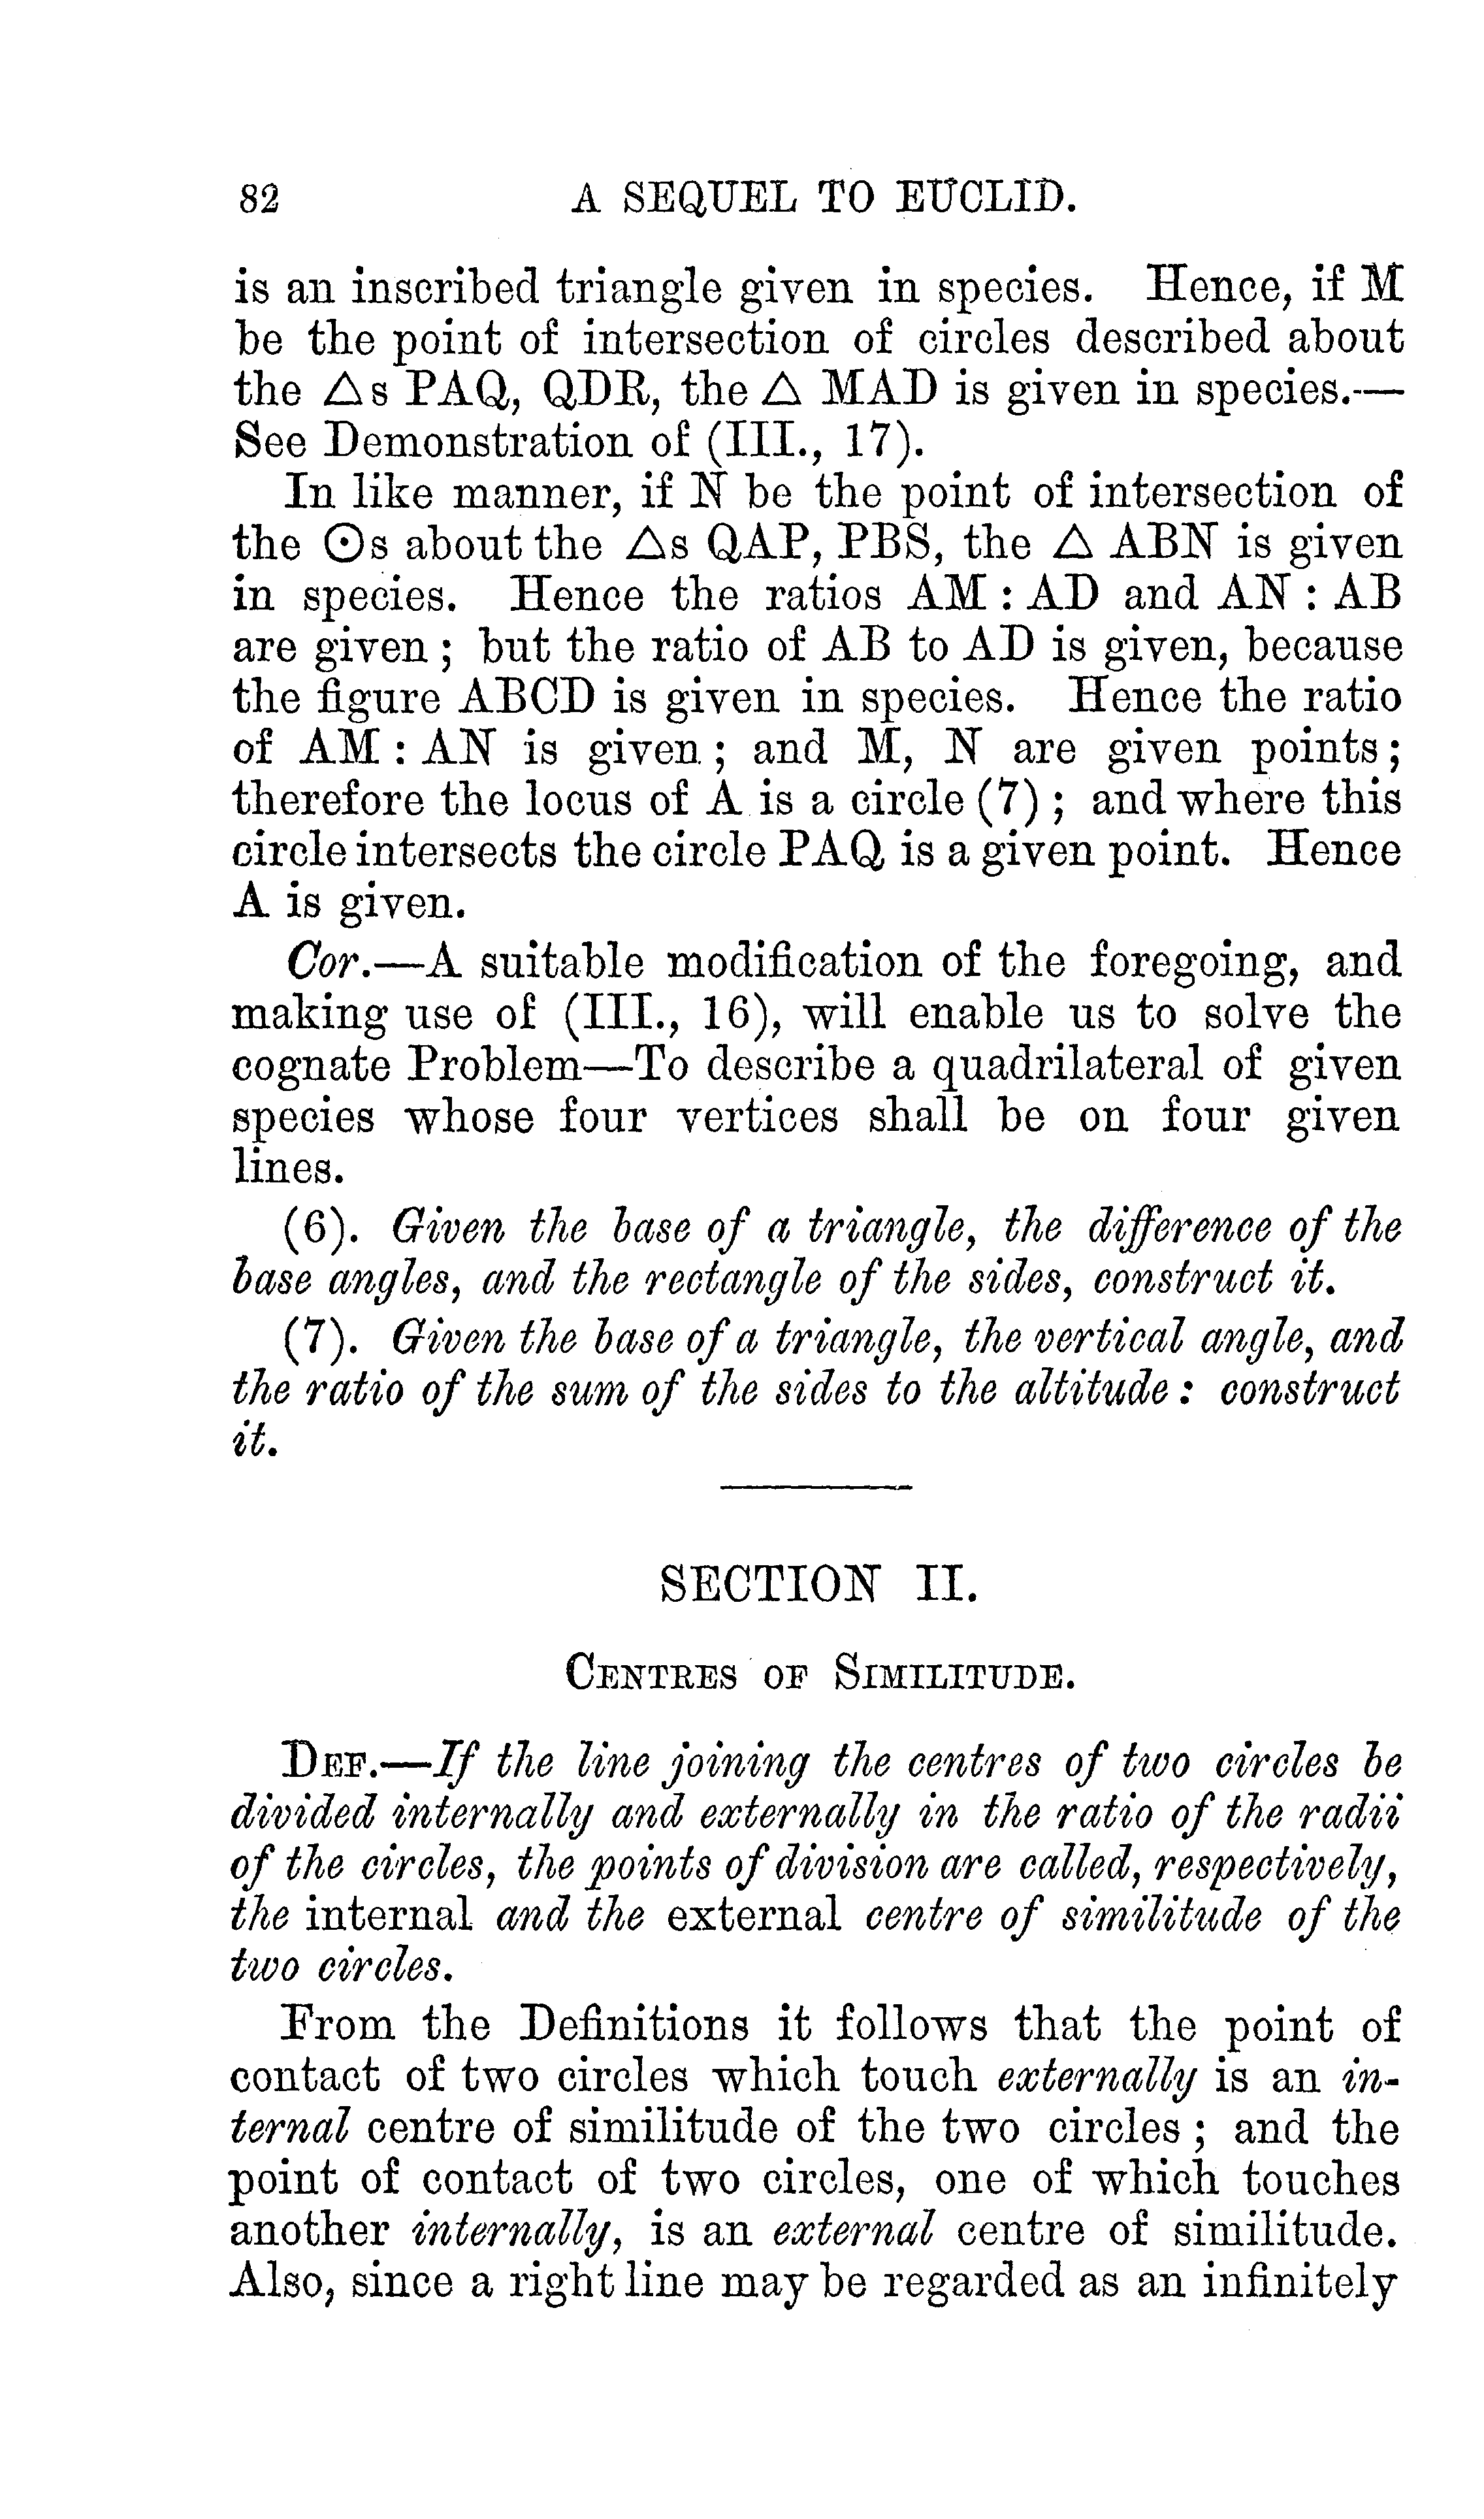 82 A SEQUEL TO EUCLID.
is an inscribed triangle given in species. Hence, if M
be the point of intersection of circles described about
the △s PAQ, QDR, the △ MAD is given in species.—
See Demonstration of (III., 17).
In like manner, if N be the point of intersection of
the ⊙s about the △s QAP, PBS, the △ ABN is given
in species. Hence the ratios AM : AD and AN : AB
are given ; but the ratio of AB to AD is given, because
the figure ABCD is given in species. Hence the ratio
of AM : AN is given ; and M, N are given points ;
therefore the locus of A is a circle (7) ; and where this
circle intersects the circle PAQ is a given point. Hence
A is given.
Cor.—A suitable modification of the foregoing, and
making use of (III., 16), will enable us to solve the
cognate Problem—To describe a quadrilateral of given
species whose four vertices shall be on four given
lines.
(6). Given the base of a triangle, the difference of the
base angles, and the rectangle of the sides, construct it.
(7). Given the base of a triangle, the vertical angle, and
the ratio of the sum of the sides to the altitude : construct
it.
SECTION II.
CENTRES OF SIMILITUDE.
DEF.—If the line joining the centres of two circles be
divided internally and externally in the ratio of the radii
of the circles, the points of division are called, respectively,
the internal and the external centre of similitude of the
two circles.
From the Definitions it follows that the point of
contact of two circles which touch externally is an in-
ternal centre of similitude of the two circles ; and the
point of contact of two circles, one of which touches
another internally, is an external centre of similitude.
Also, since a right line may be regarded as an infinitely